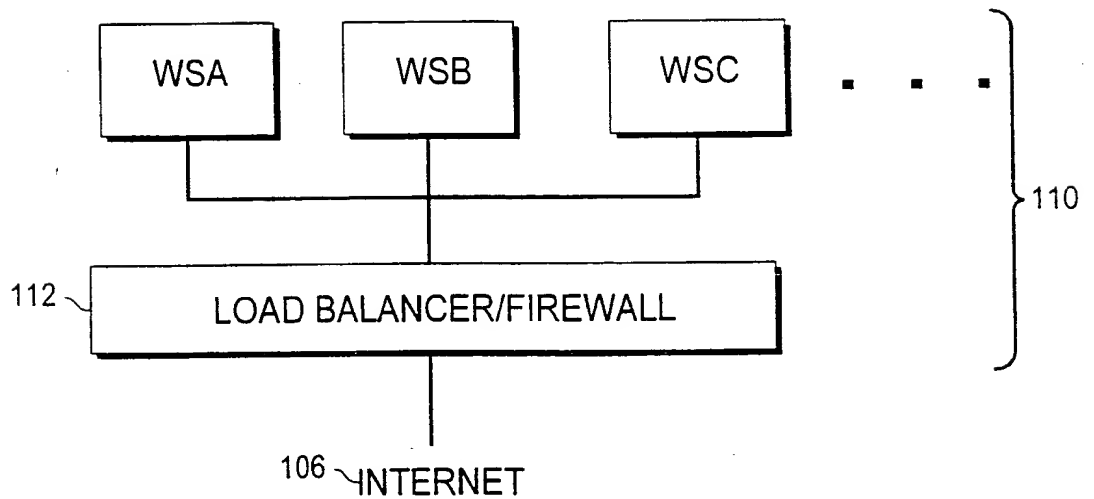 WSA WSB WSC
110
112 LOAD BALANCER/FIREWALL
106 INTERNET